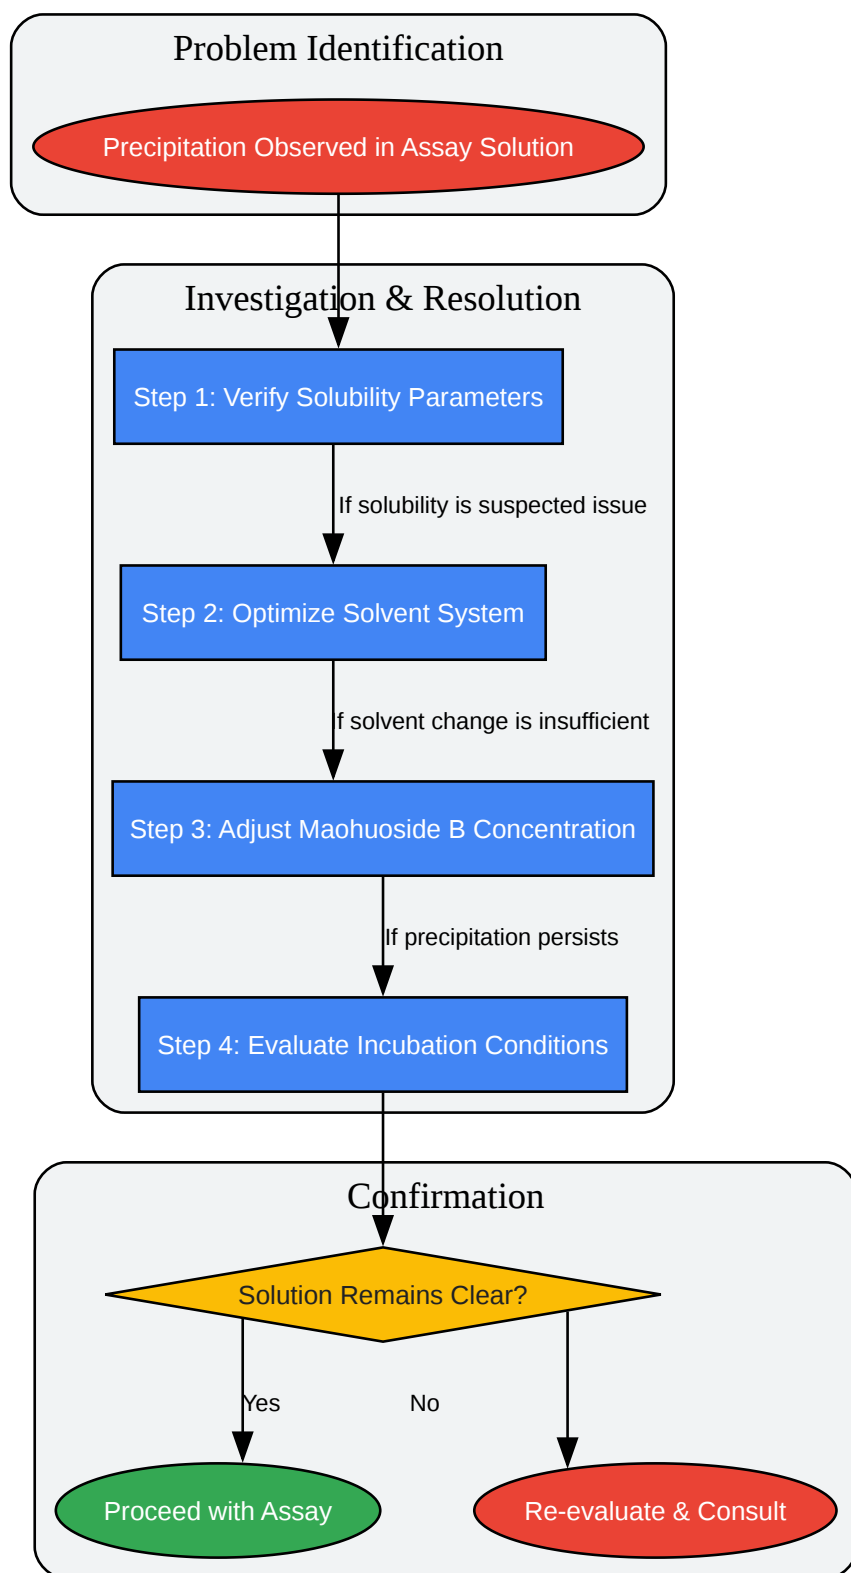 Problem Identification
Precipitation Observed in Assay Solution
Investigation & Resolution
Step 1: Verify Solubility Parameters
If solubility is suspected issue
Step 2: Optimize Solvent System
If solvent change is insufficient
Step 3: Adjust Maohuoside B Concentration
If precipitation persists
Step 4: Evaluate Incubation Conditions
Confirmation
Solution Remains Clear?
Yes
No
Proceed with Assay
Re-evaluate & Consult